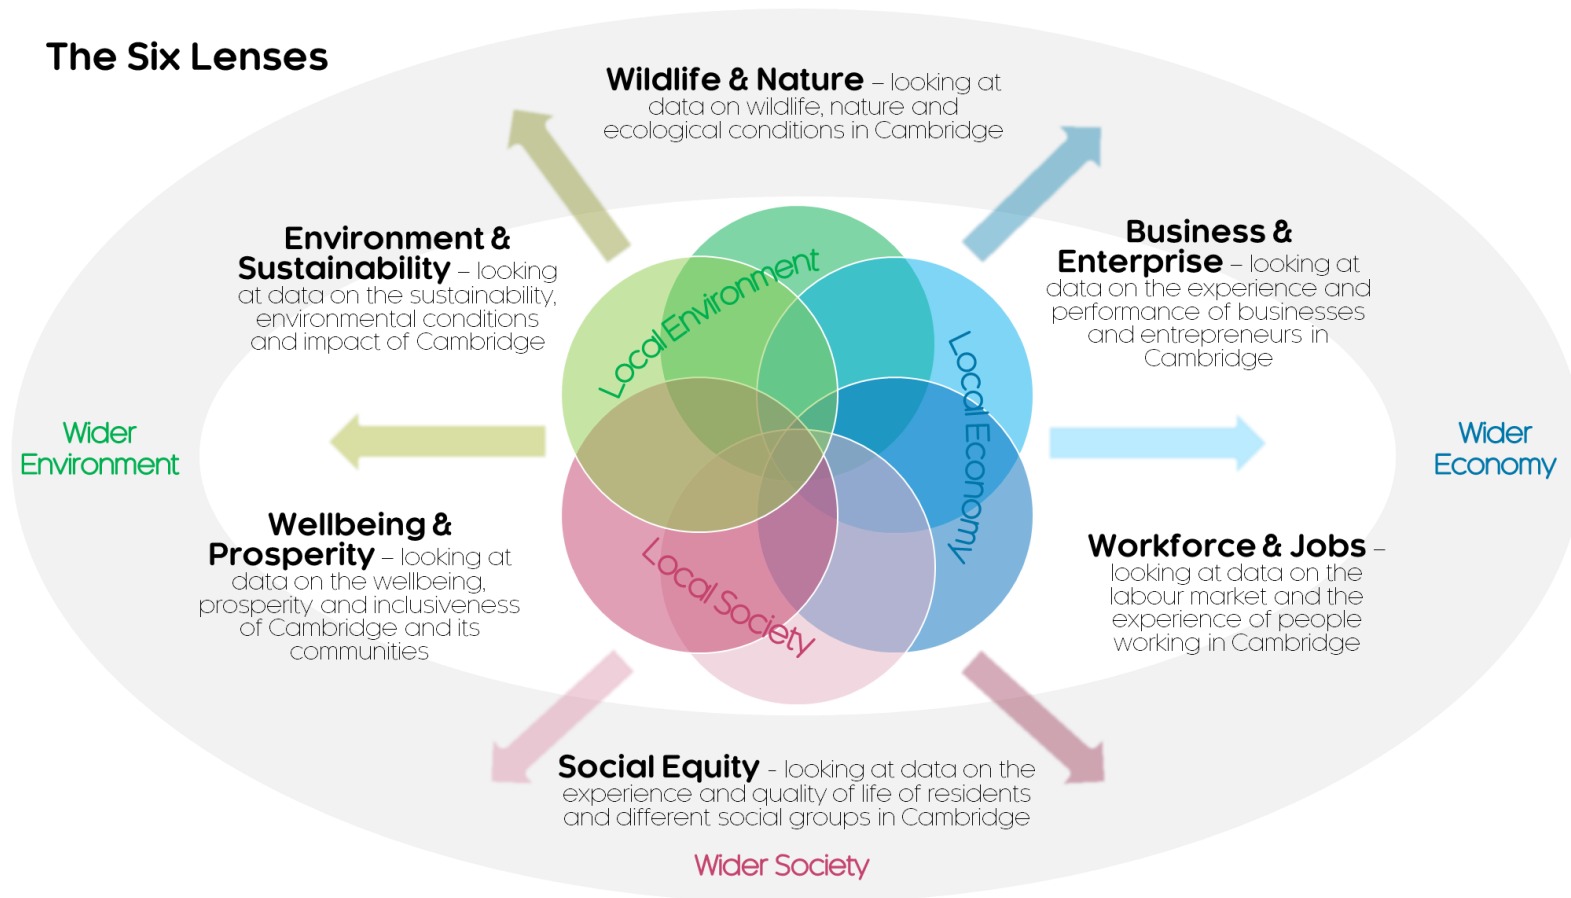 The Six Lenses
Wildlife & Nature – looking at
data on wildlife, nature and
ecological conditions in Cambridge
Environment &
Sustainability – looking
at data on the sustainability,
environmental conditions
and impact of Cambridge
Business &
Enterprise – looking at
data on the experience and
performance of businesses
and entrepreneurs in
Cambridge
Local Environment
Local Economy
Local Society
Wider
Environment
Wider
Economy
Wellbeing &
Prosperity – looking at
data on the wellbeing,
prosperity and inclusiveness
of Cambridge and its
communities
Workforce & Jobs –
looking at data on the
labour market and the
experience of people
working in Cambridge
Social Equity - looking at data on the
experience and quality of life of residents
and different social groups in Cambridge
Wider Society